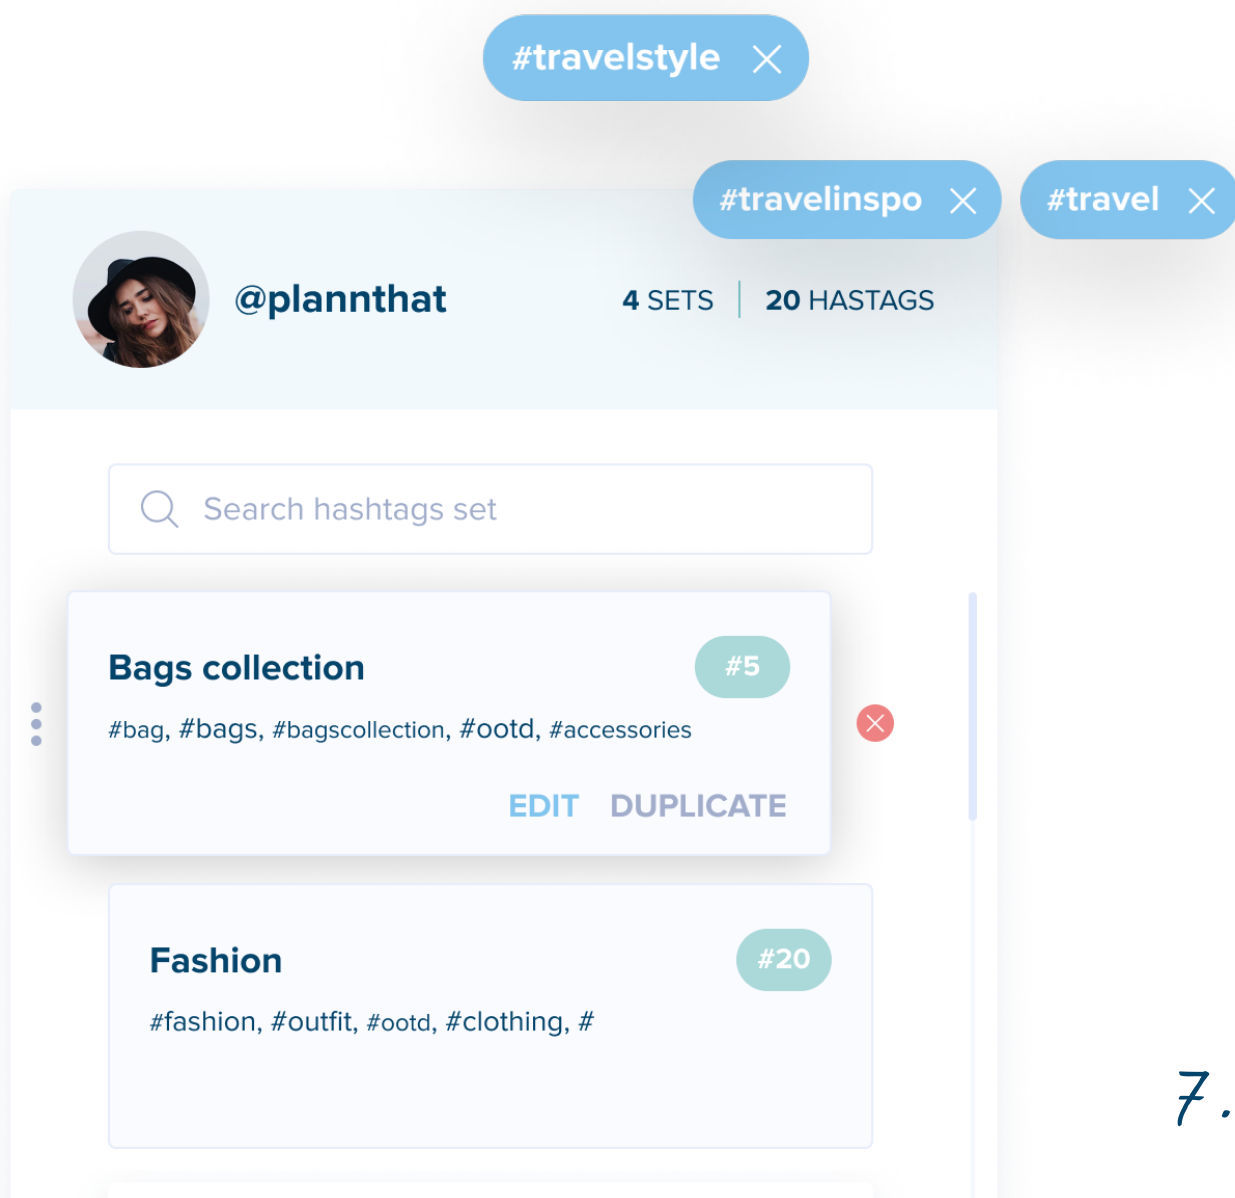 #travelstyle
#travelinspo
#travel
@plannthat
4 SETS
20 HASTAGS
Search hashtags set
Bags collection
#5
#bag, #bags, #bagscollection, #ootd, #accessories
EDIT DUPLICATE
Fashion
#20
#fashion, #outfit, #ootd, #clothing, #
7.